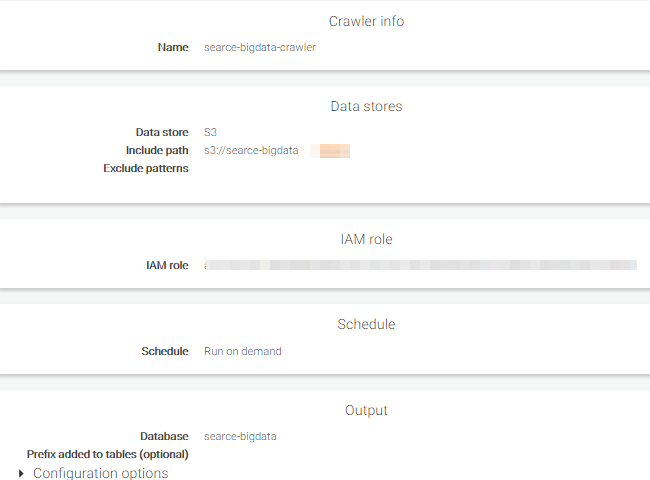 Crawler info
Name searce-bigdata-crawler
Data stores
Data store S3
Include path s3://searce-bigdata
Exclude patterns
IAM role
IAM role
Schedule
Schedule Run on demand
Output
Database searce-bigdata
Prefix added to tables (optional)
Configuration options